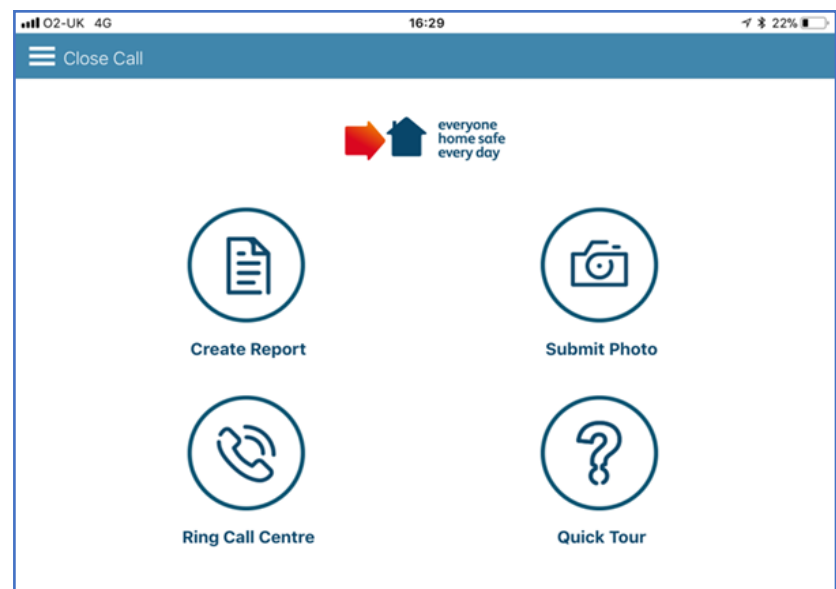 O2-UK 4G 16:29 22%
Close Call
everyone
home safe
every day
Create Report Submit Photo
Ring Call Centre Quick Tour